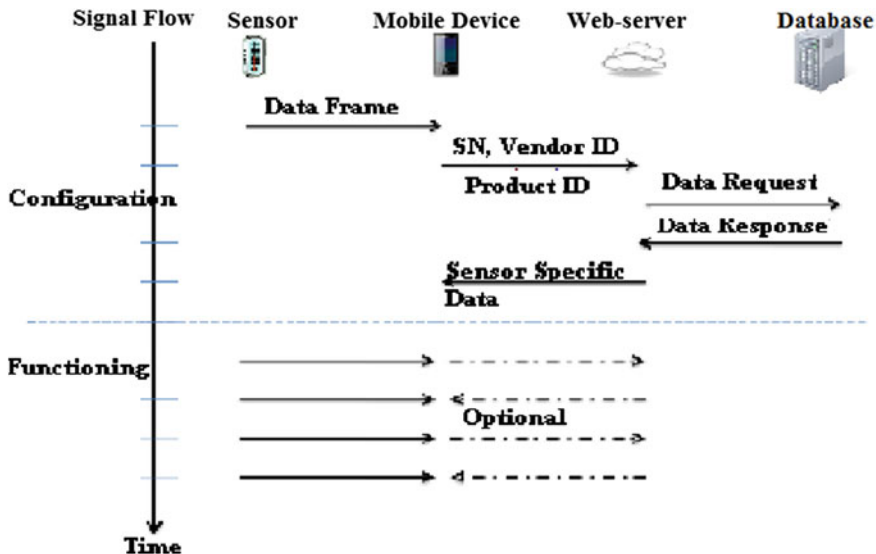 Signal Flow
Sensor
Mobile Device
Web-server
Database
Data Frame
SN, Vendor ID
Product ID
Configuration
Data Request
Data Response
Sensor Specific
Data
Functioning
Optional
Time